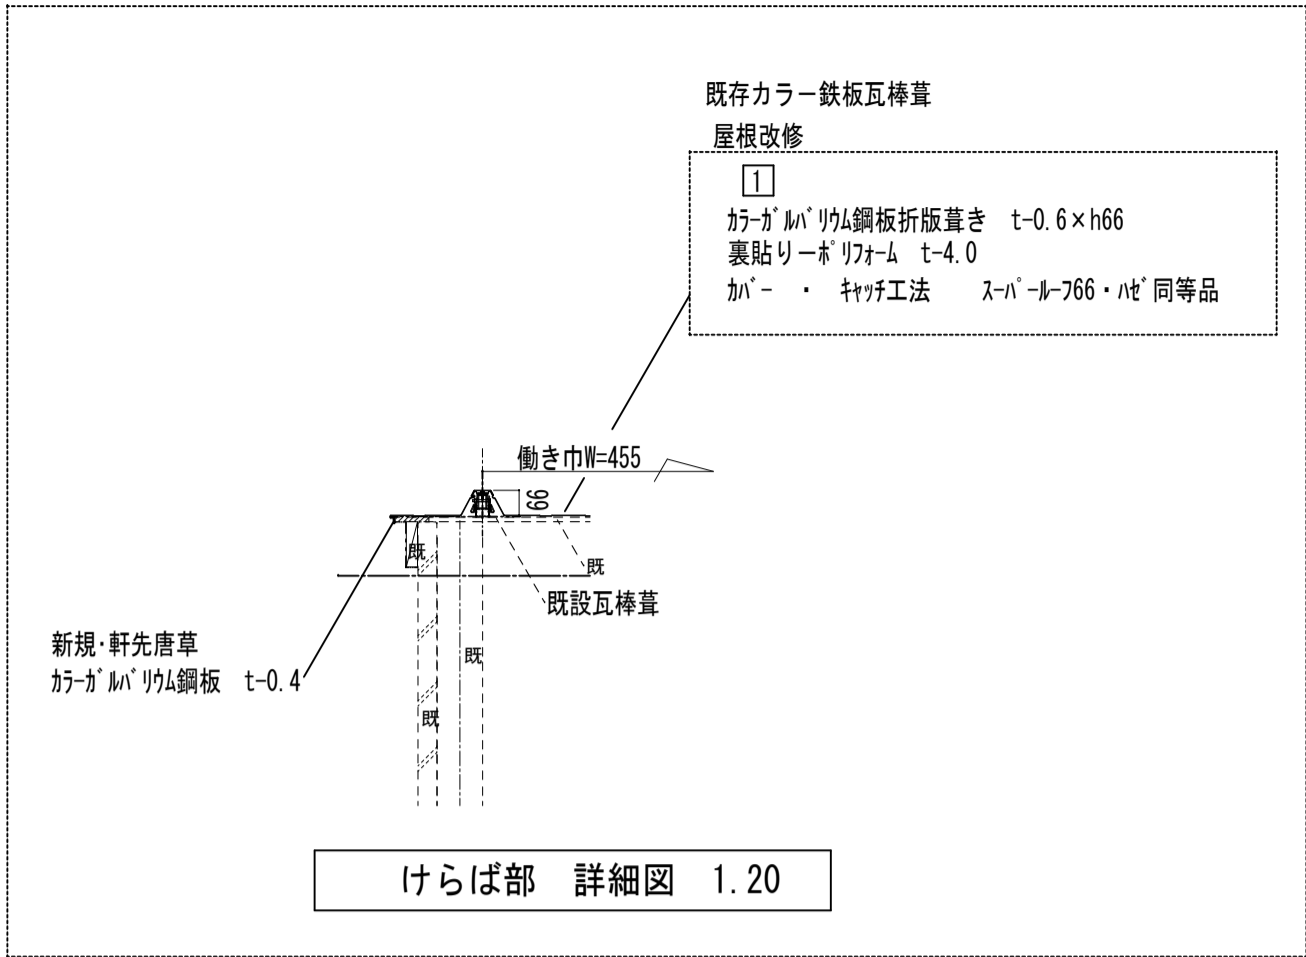 既存カラー鉄板瓦棒葺
屋根改修
1
ｶﾗｰｶﾞﾙﾊﾞﾘｳﾑ鋼板折版葺き t-0.6×h66
裏貼りーﾎﾟﾘﾌｫｰﾑ t-4.0
ｶﾊﾞｰ ・ ｷｬｯﾁ工法 ｽｰﾊﾟｰﾙｰﾌ66・ﾊｾﾞ同等品
働き巾W=455
66
既
既
既設瓦棒葺
新規・軒先唐草
ｶﾗｰｶﾞﾙﾊﾞﾘｳﾑ鋼板 t-0.4
既
既
けらば部 詳細図 1.20